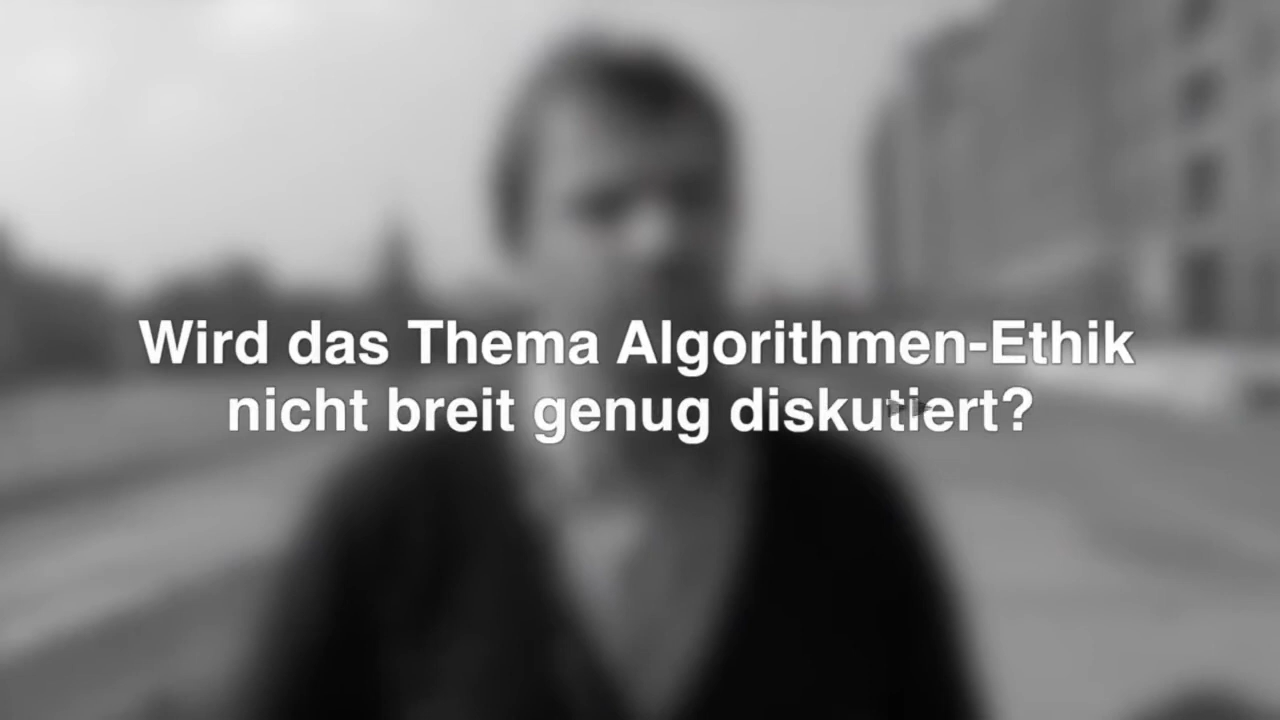 Wird das Thema Algorithmen-Ethik
nicht breit genug diskutiert?